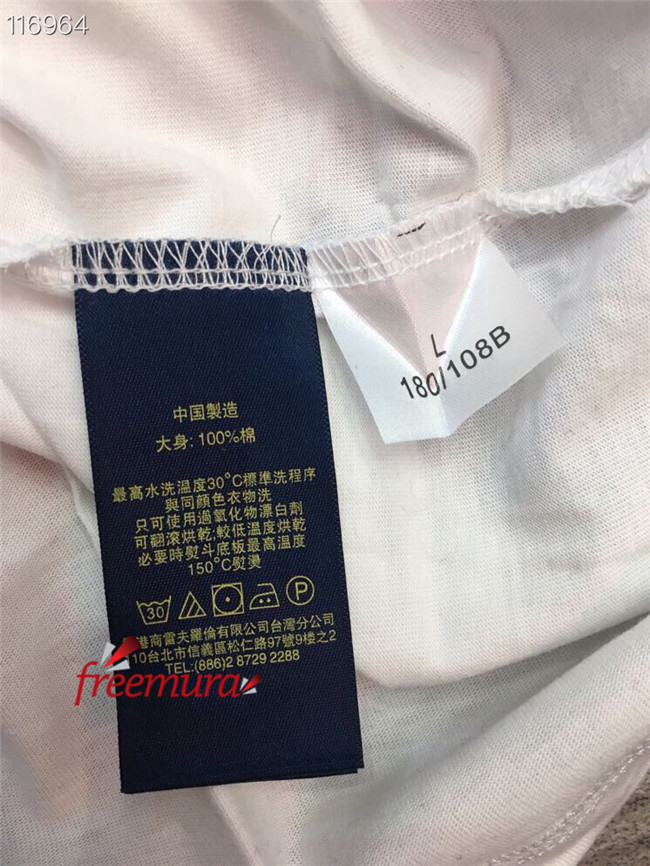 116964
L
180/108B
中国製造
大身: 100%棉
最高水洗溫度30°C標準洗程序
與同顏色衣物洗
只可使用過氧化物漂白劑
可翻滾烘乾;較低溫度烘乾
必要時熨斗底板最高溫度
150°C熨燙
30 P
港商雷夫羅倫有限公司台灣分公司
10台北市信義區松仁路97號9樓之2
TEL:(886)2 8729 2288
freemura